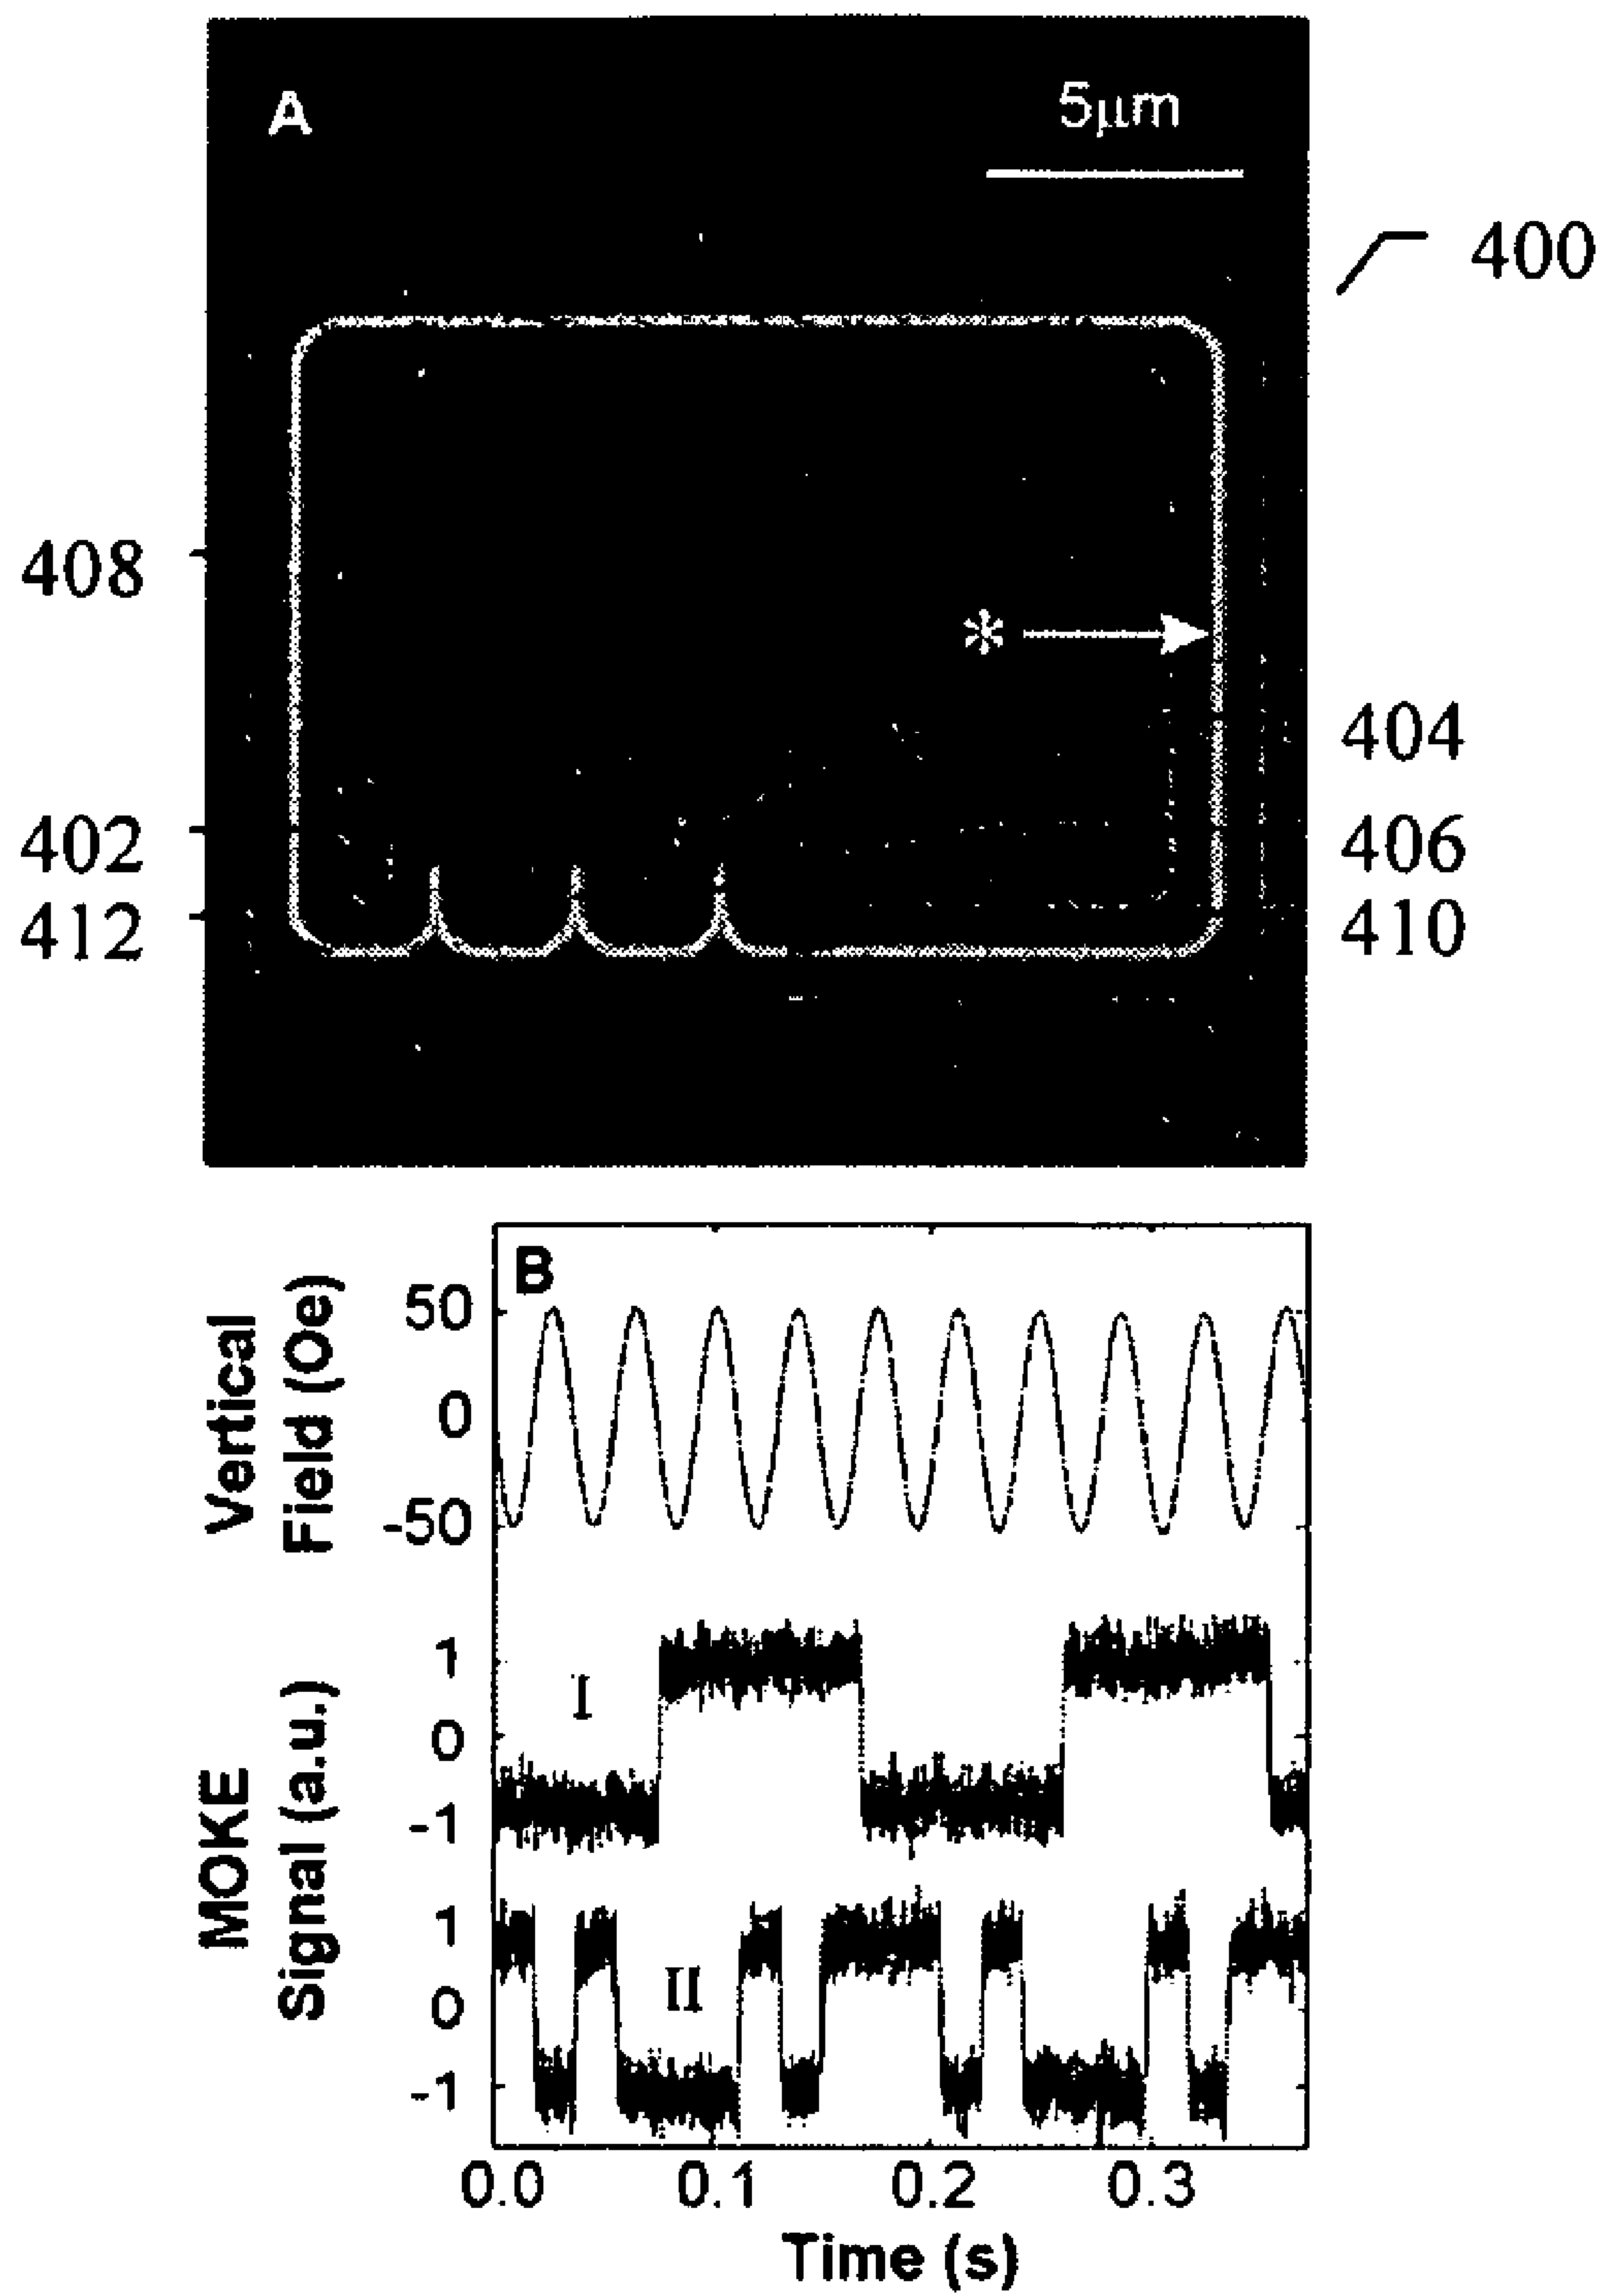 A
5μm
400
408
*
404
402
406
412
410
B
Vertical
Field (Oe)
50
0
-50
MOKE
Signal (a.u.)
1
I
0
-1
1
II
0
-1
0.0 0.1 0.2 0.3
Time (s)